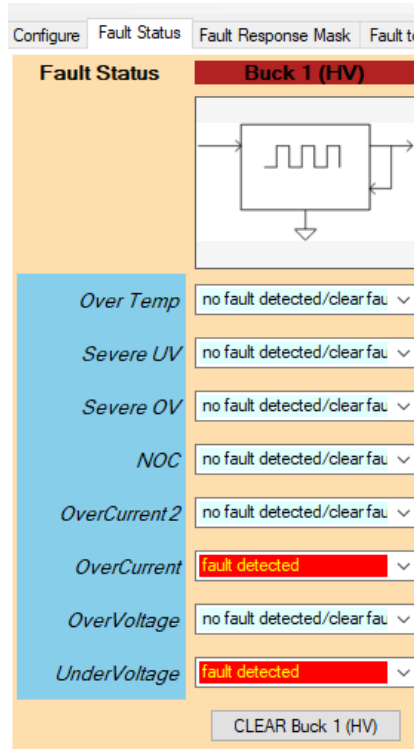 Configure Fault Status Fault Response Mask Fault to
Fault Status Buck 1 (HV)
Over Temp no fault detected/clear fau
Severe UV no fault detected/clear fau
Severe OV no fault detected/clear fau
NOC no fault detected/clear fau
OverCurrent2 no fault detected/clear fau
OverCurrent fault detected
OverVoltage no fault detected/clear fau
UnderVoltage fault detected
CLEAR Buck 1 (HV)